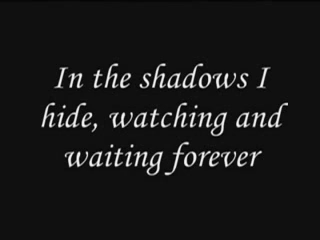 In the shadows I
hide, watching and
waiting forever